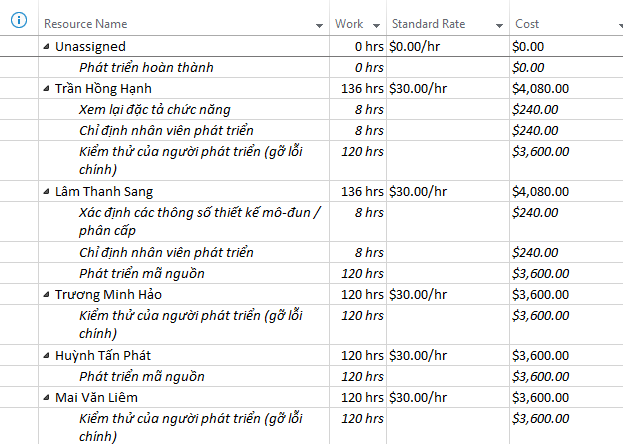 Resource Name Work Standard Rate Cost
Unassigned 0 hrs $0.00/hr $0.00
Phát triển hoàn thành 0 hrs $0.00
Trần Hồng Hạnh 136 hrs $30.00/hr $4,080.00
Xem lại đặc tả chức năng 8 hrs $240.00
Chỉ định nhân viên phát triển 8 hrs $240.00
Kiểm thử của người phát triển (gỡ lỗi 120 hrs $3,600.00
chính)
Lâm Thanh Sang 136 hrs $30.00/hr $4,080.00
Xác định các thông số thiết kế mô-đun / 8 hrs $240.00
phân cấp
Chỉ định nhân viên phát triển 8 hrs $240.00
Phát triển mã nguồn 120 hrs $3,600.00
Trương Minh Hảo 120 hrs $30.00/hr $3,600.00
Kiểm thử của người phát triển (gỡ lỗi 120 hrs $3,600.00
chính)
Huỳnh Tấn Phát 120 hrs $30.00/hr $3,600.00
Phát triển mã nguồn 120 hrs $3,600.00
Mai Văn Liêm 120 hrs $30.00/hr $3,600.00
Kiểm thử của người phát triển (gỡ lỗi 120 hrs $3,600.00
chính)